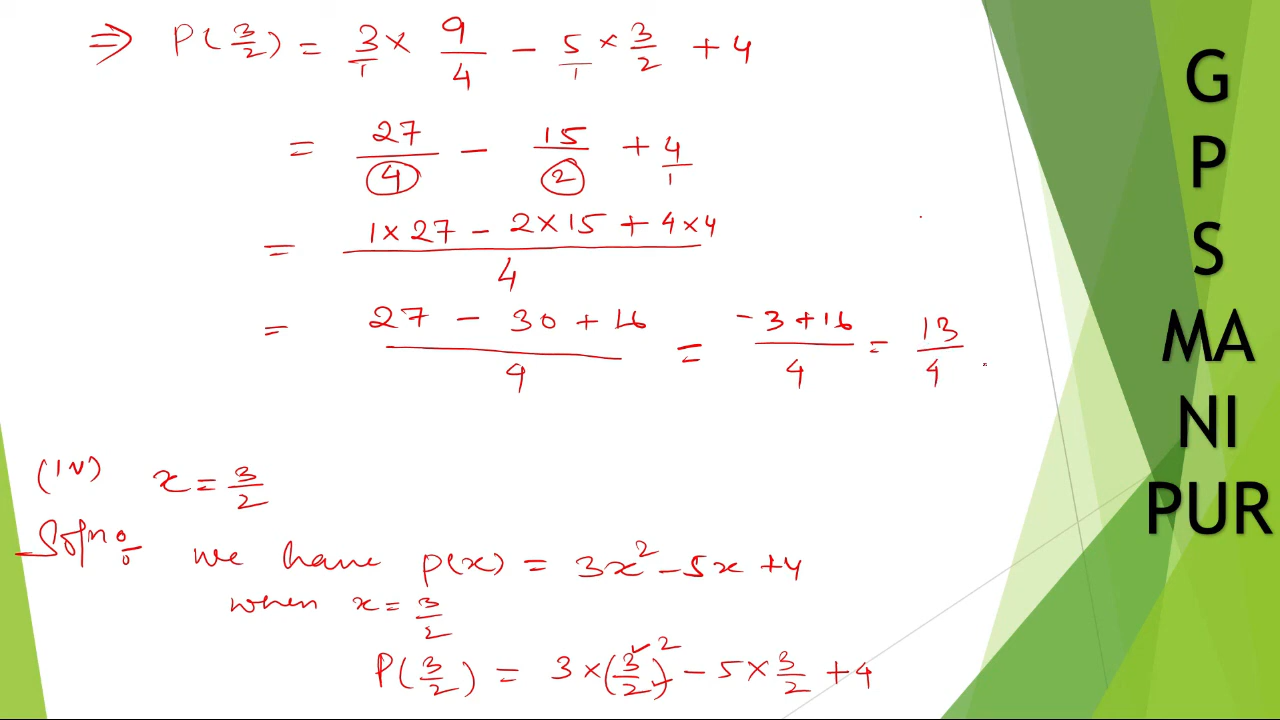 ⇒ P(3/2) = 3/1 × 9/4 − 5/1 × 3/2 + 4
= 27/4 − 15/2 + 4/1
= (1×27 − 2×15 + 4×4)/4
= (27 − 30 + 16)/9 = (-3+16)/4 = 13/4.
(iv) x = 3/2
Sofn: we have p(x) = 3x² − 5x + 4
when x = 3/2
P(3/2) = 3×(3/2)² − 5×3/2 + 4
G
P
S
MA
NI
PUR